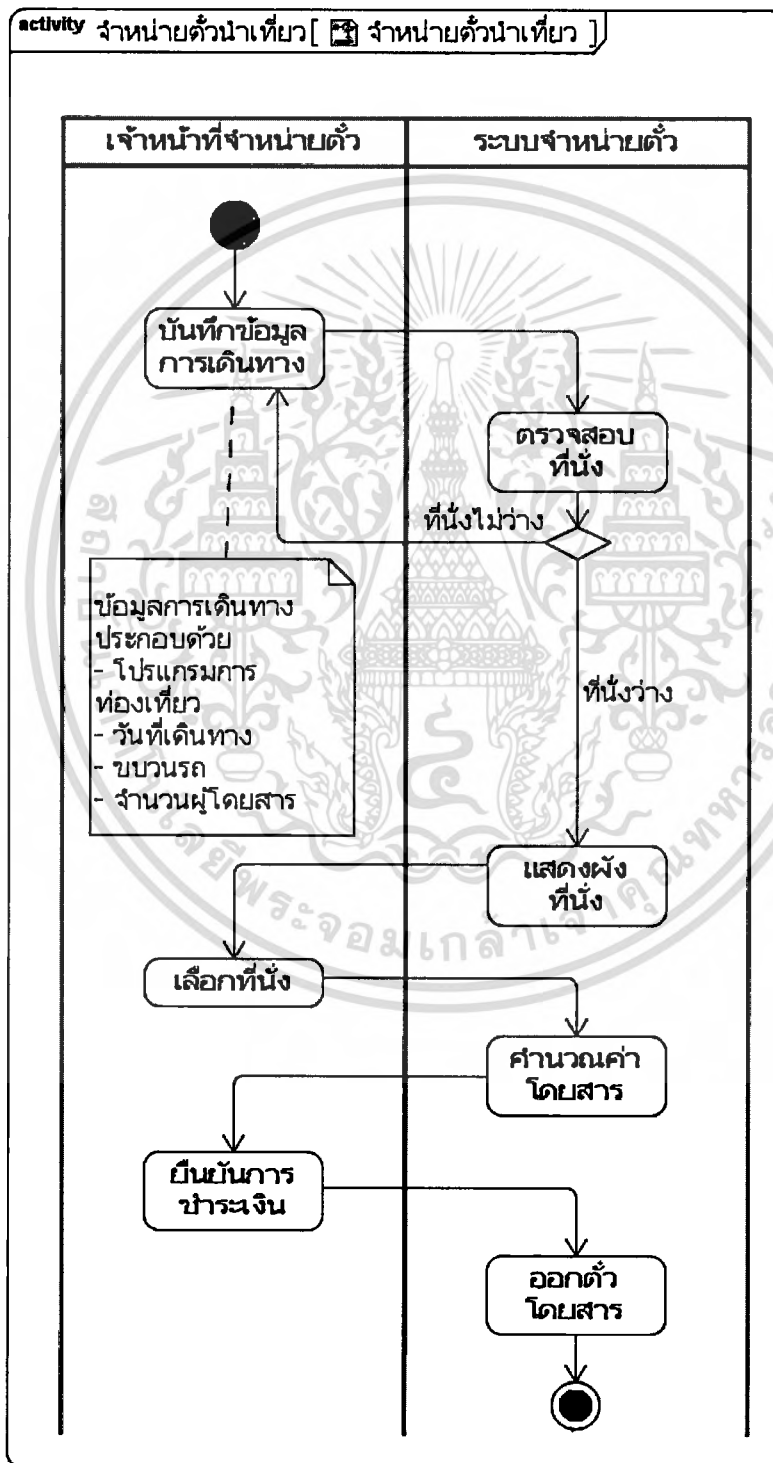 activity จำหน่ายตั๋วนำเที่ยว[ จำหน่ายตั๋วนำเที่ยว ]
เจ้าหน้าที่จำหน่ายตั๋ว
ระบบจำหน่ายตั๋ว
บันทึกข้อมูล
การเดินทาง
ตรวจสอบ
ที่นั่ง
ที่นั่งไม่ว่าง
ข้อมูลการเดินทาง
ประกอบด้วย
- โปรแกรมการ
ท่องเที่ยว
- วันที่เดินทาง
- ขบวนรถ
- จำนวนผู้โดยสาร
ที่นั่งว่าง
แสดงผัง
ที่นั่ง
เลือกที่นั่ง
คำนวณค่า
โดยสาร
ยืนยันการ
ชำระเงิน
ออกตั๋ว
โดยสาร